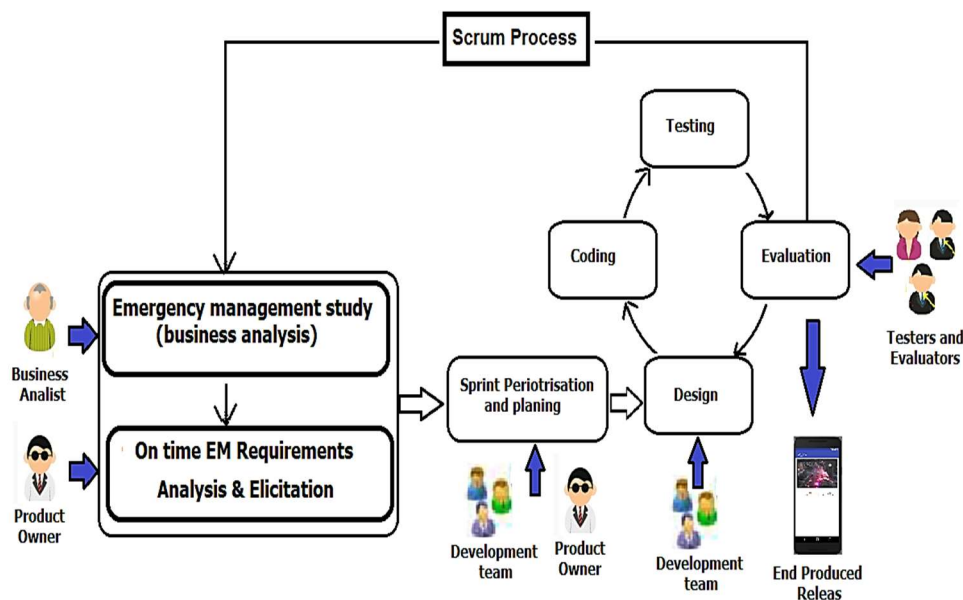 Scrum Process
Testing
Coding
Evaluation
Emergency management study
(business analysis)
Business
Analist
Testers and
Evaluators
Sprint Periotrisation
and planing
Design
On time EM Requirements
Analysis & Elicitation
Product
Owner
Development
team
Product
Owner
Development
team
End Produced
Releas